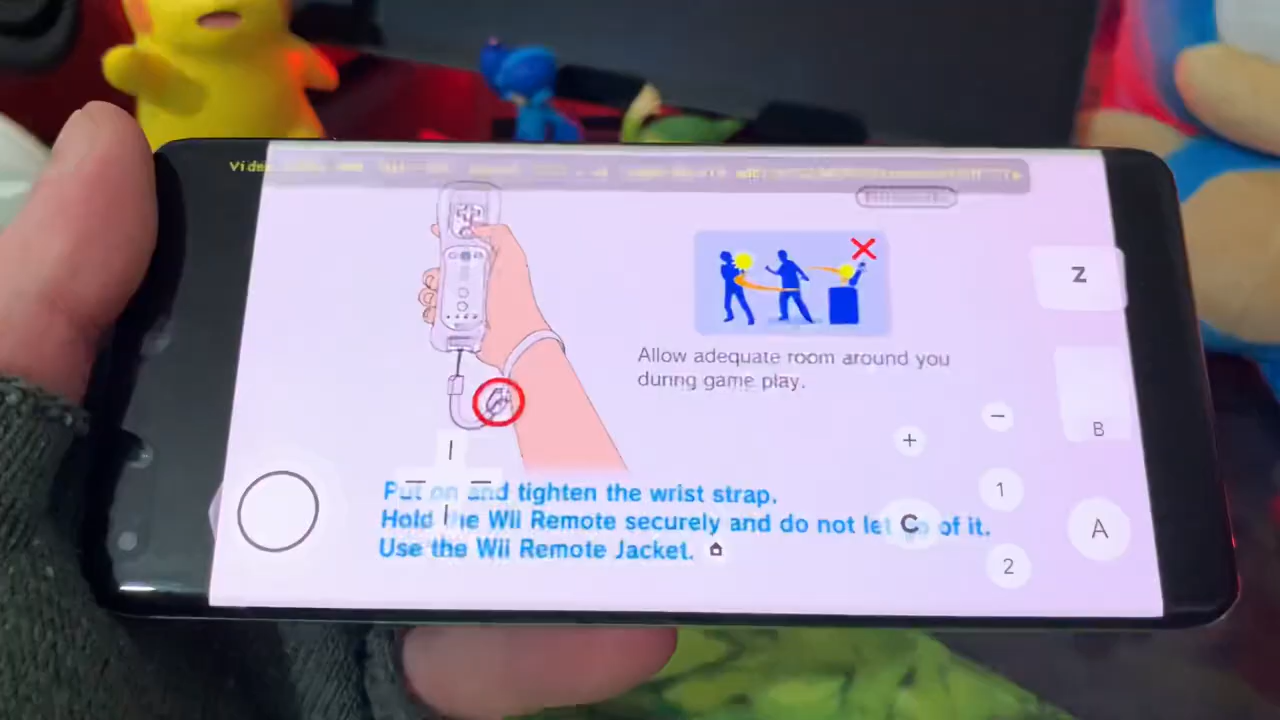 Z
Allow adequate room around you
during game play.
−
+
B
1
Put on and tighten the wrist strap.
Hold the Wii Remote securely and do not let of it.
C
A
Use the Wii Remote Jacket.
2